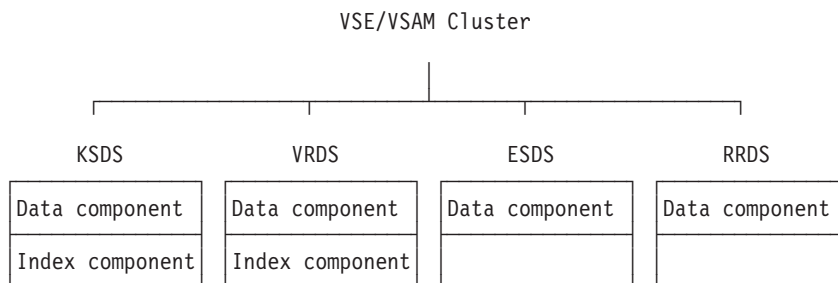 VSE/VSAM Cluster
KSDS VRDS ESDS RRDS
Data component Data component Data component Data component
Index component Index component